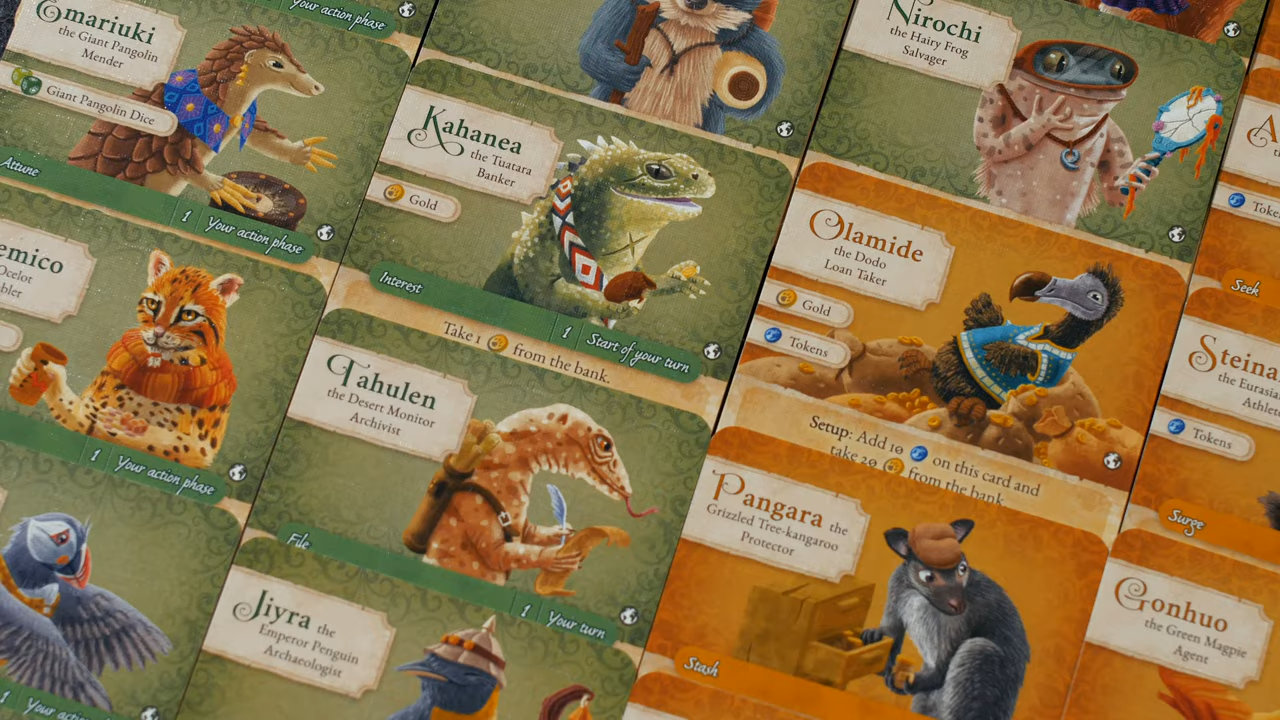 Emariuki
the Giant Pangolin
Mender
Giant Pangolin Dice
Attune
1 Your action phase
emico
Ocelot
bler
1 Your action phase
1 Your action
Your action phase
Kahanea
the Tuatara
Banker
Gold
Interest
1 Start of your turn
Take 1 from the bank.
Tahulen
the Desert Monitor
Archivist
File
1 Your turn
Jiyra the
Emperor Penguin
Archaeologist
Nirochi
the Hairy Frog
Salvager
Olamide
the Dodo
Loan Taker
Gold
Tokens
Setup: Add 10 on this card and
take 20 from the bank.
Pangara the
Grizzled Tree-kangaroo
Protector
Stash
A
Toke
Seek
Steina
the Eurasia
Athle
Tokens
Surge
Gonhuo
the Green Magpie
Agent